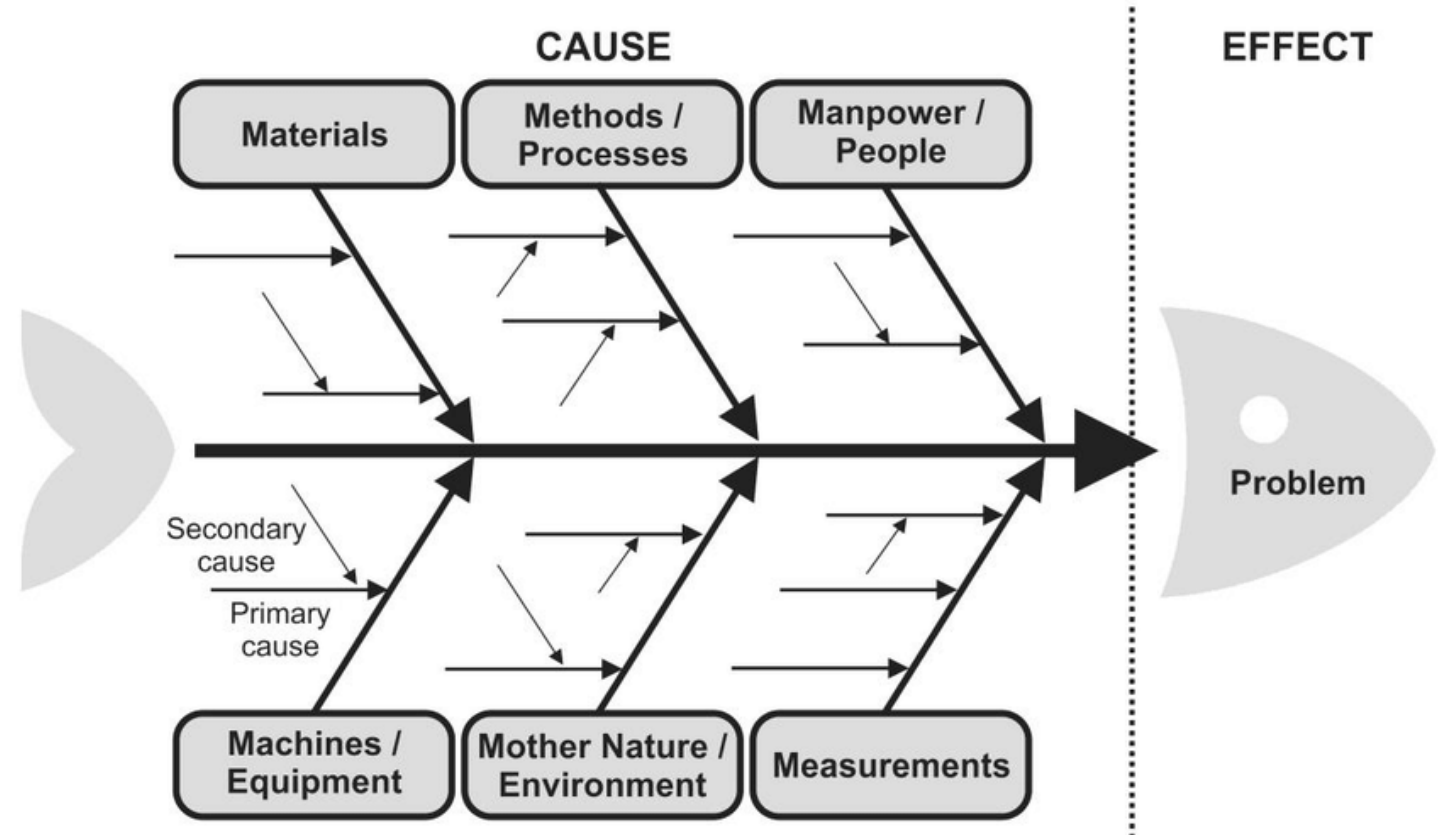 CAUSE
EFFECT
Materials
Methods /
Processes
Manpower /
People
Problem
Secondary
cause
Primary
cause
Machines /
Equipment
Mother Nature /
Environment
Measurements